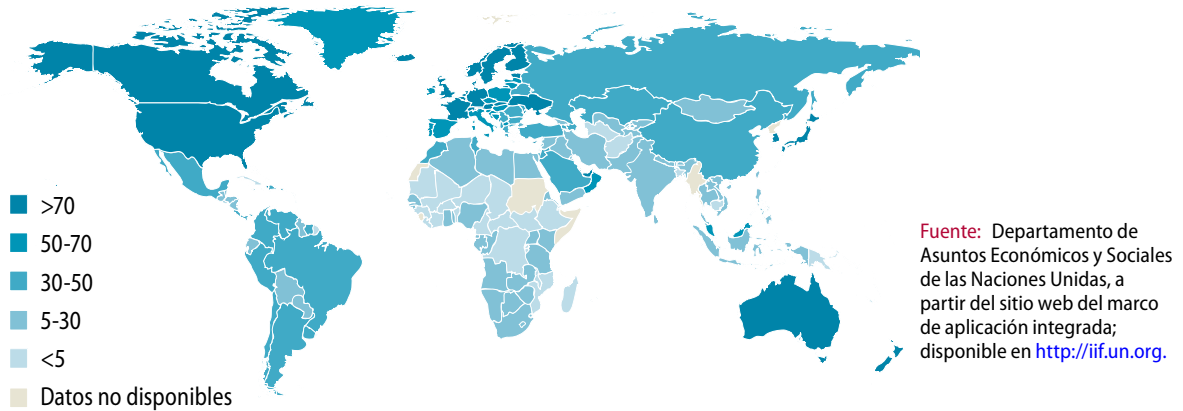 >70
50-70
30-50
5-30
<5
Datos no disponibles
Fuente: Departamento de
Asuntos Económicos y Sociales
de las Naciones Unidas, a
partir del sitio web del marco
de aplicación integrada;
disponible en http://iif.un.org.